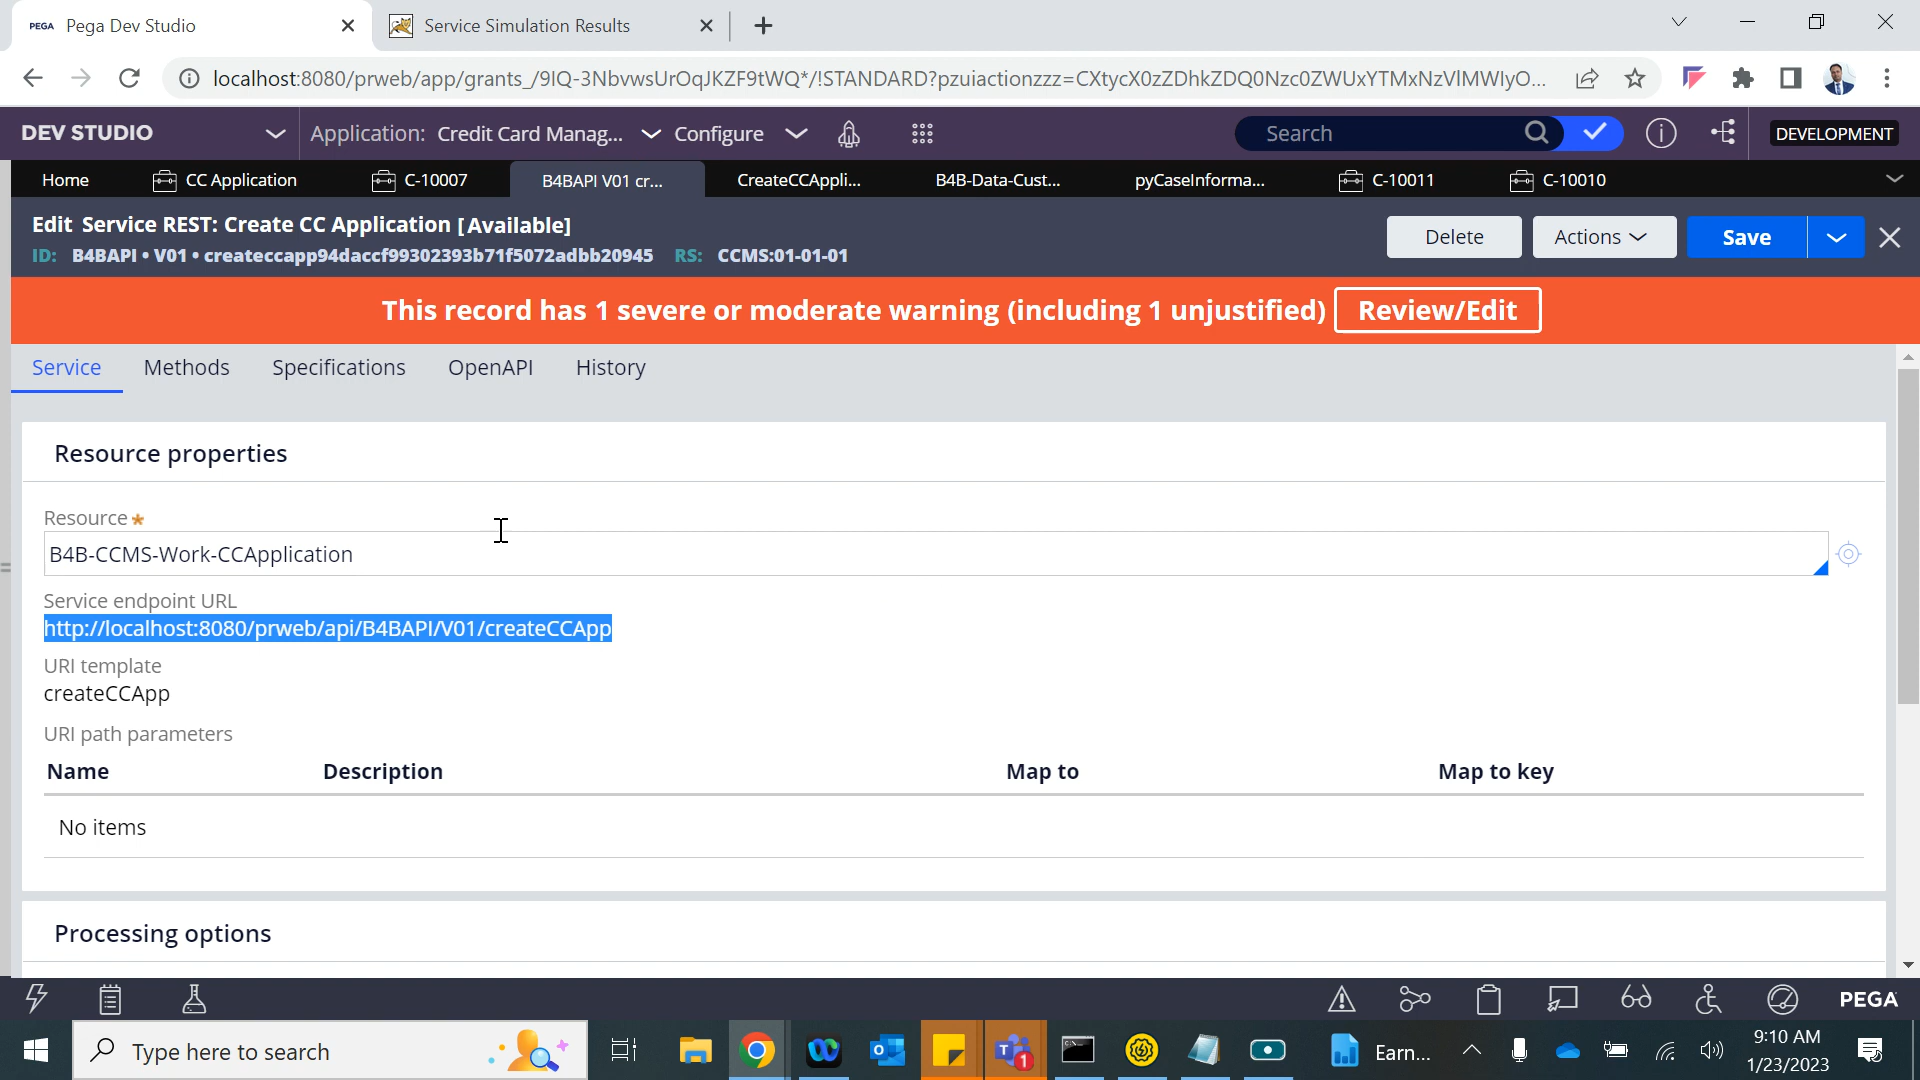 PEGA Pega Dev Studio
Service Simulation Results
localhost:8080/prweb/app/grants_/9IQ-3NbvwsUrOqJKZF9tWQ*/!STANDARD?pzuiactionzzz=CXtycX0zZDhkZDQ0Nzc0ZWUxYTMxNzVlMWIyO...
DEV STUDIO
Application: Credit Card Manag...
Configure
Search
DEVELOPMENT
Home
CC Application
C-10007
B4BAPI V01 cr...
CreateCCAppli...
B4B-Data-Cust...
pyCaseInforma...
C-10011
C-10010
Edit Service REST: Create CC Application [Available]
ID: B4BAPI • V01 • createccapp94daccf99302393b71f5072adbb20945 RS: CCMS:01-01-01
Delete
Actions
Save
This record has 1 severe or moderate warning (including 1 unjustified)
Review/Edit
Service
Methods
Specifications
OpenAPI
History
Resource properties
Resource*
B4B-CCMS-Work-CCApplication
Service endpoint URL
http://localhost:8080/prweb/api/B4BAPI/V01/createCCApp
URI template
createCCApp
URI path parameters
Name
Description
Map to
Map to key
No items
Processing options
PEGA
Type here to search
1
Earn...
9:10 AM
1/23/2023